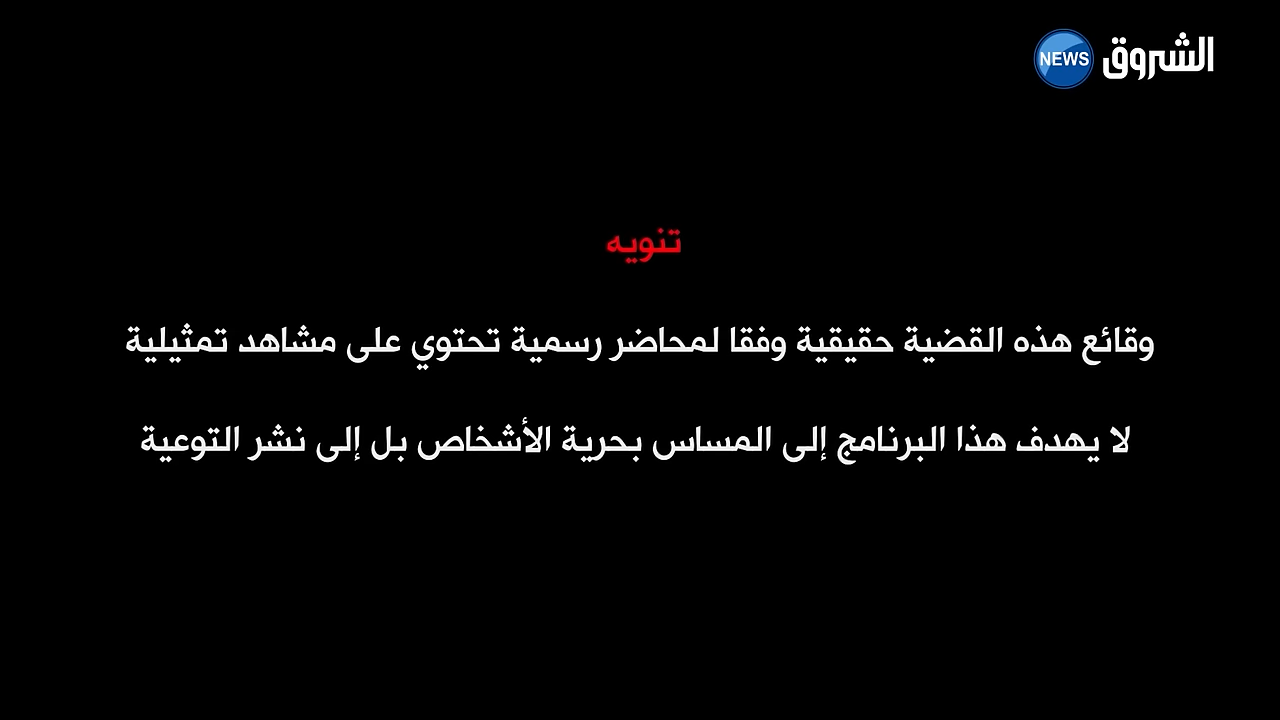 الشروق NEWS
تنويه
وقائع هذه القضية حقيقية وفقا لمحاضر رسمية تحتوي على مشاهد تمثيلية
لا يهدف هذا البرنامج إلى المساس بحرية الأشخاص بل إلى نشر التوعية